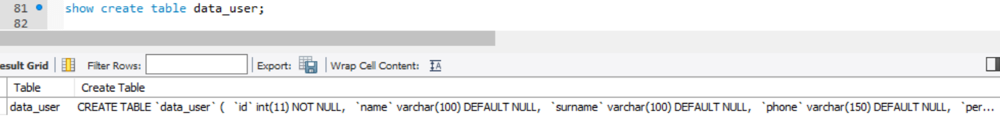 81 show create table data_user;
82
esult Grid Filter Rows: Export: Wrap Cell Content: IA
Table Create Table
data_user CREATE TABLE `data_user` ( `id` int(11) NOT NULL, `name` varchar(100) DEFAULT NULL, `surname` varchar(100) DEFAULT NULL, `phone` varchar(150) DEFAULT NULL, `per...